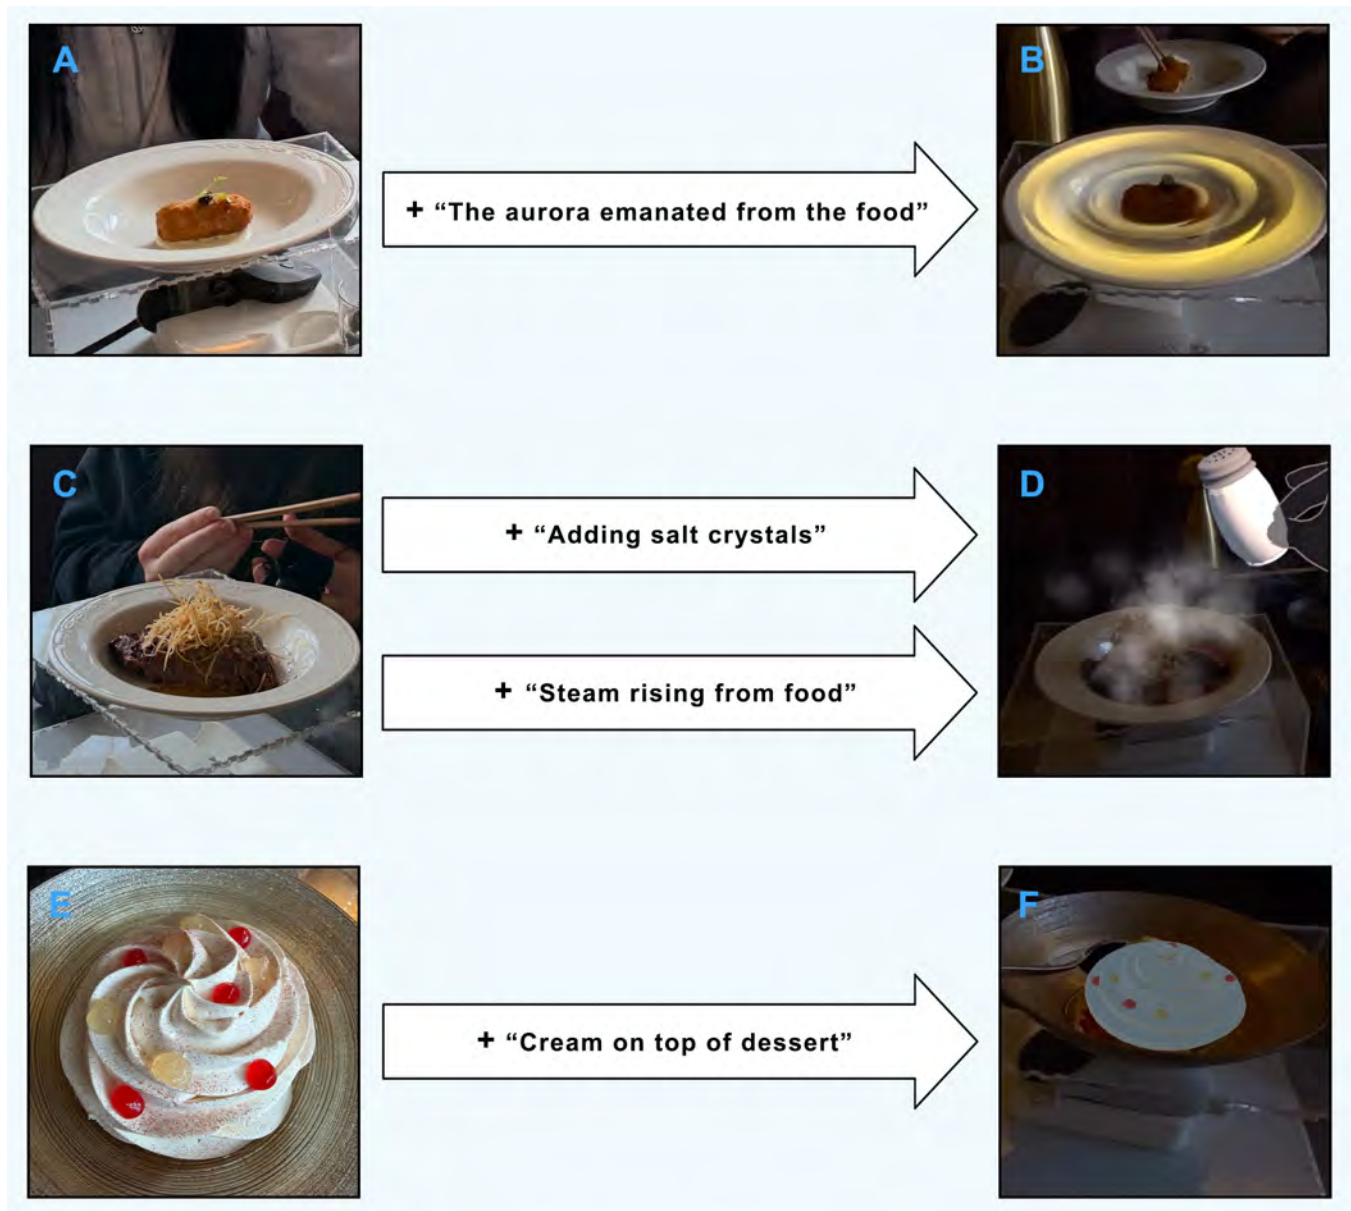 A
B
+ “The aurora emanated from the food”
C
D
+ “Adding salt crystals”
+ “Steam rising from food”
E
F
+ “Cream on top of dessert”